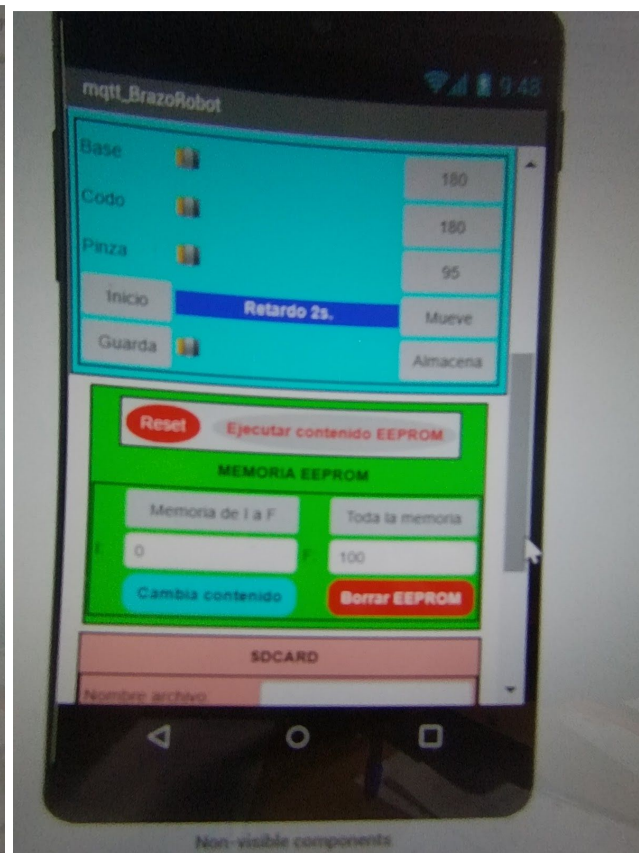 9:48
mqtt_BrazoRobot
Base
180
Codo
180
Pinza
95
Inicio
Retardo 2s.
Mueve
Guarda
Almacena
Reset
Ejecutar contenido EEPROM
MEMORIA EEPROM
Memoria de I a F
Toda la memoria
I: 0
F: 100
Cambia contenido
Borrar EEPROM
SDCARD
Nombre archivo:
Non-visible components